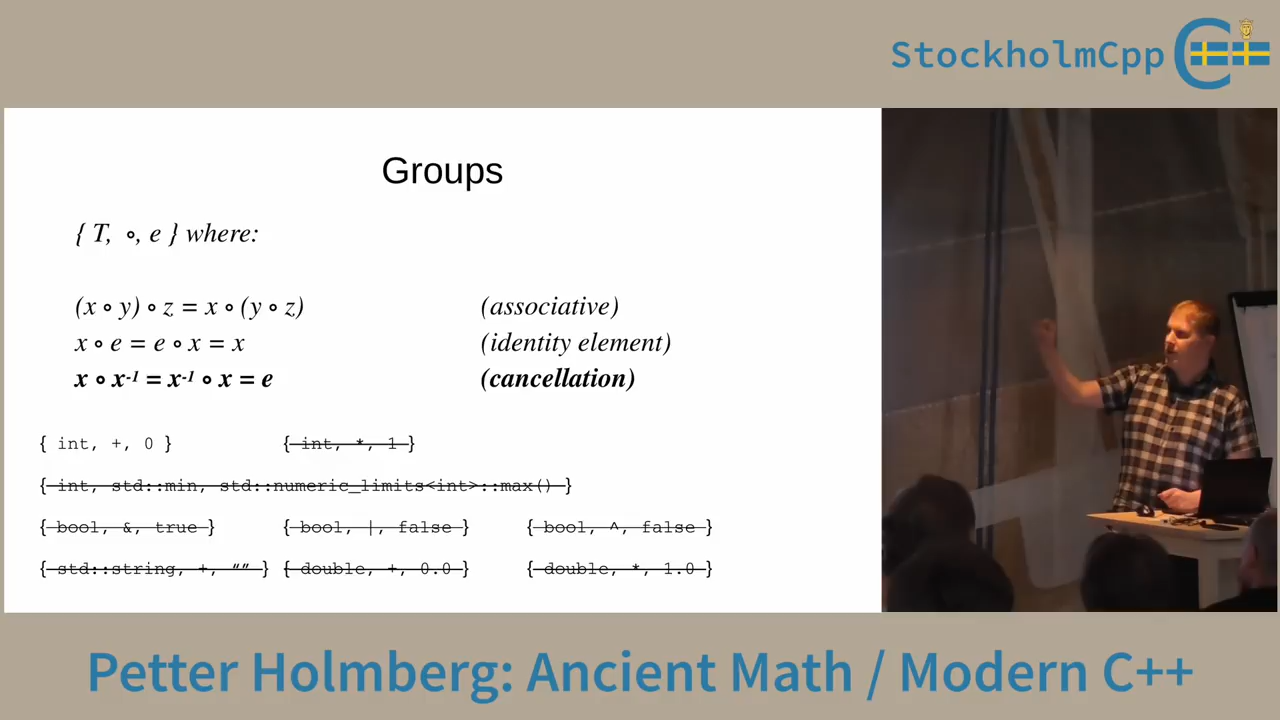 StockholmCpp
Groups
{ T, ∘, e } where:
(x ∘ y) ∘ z = x ∘ (y ∘ z) (associative)
x ∘ e = e ∘ x = x (identity element)
x ∘ x⁻¹ = x⁻¹ ∘ x = e (cancellation)
{ int, +, 0 } { int, *, 1 }
{ int, std::min, std::numeric_limits<int>::max() }
{ bool, &, true } { bool, |, false } { bool, ^, false }
{ std::string, +, “” } { double, +, 0.0 } { double, *, 1.0 }
Petter Holmberg: Ancient Math / Modern C++